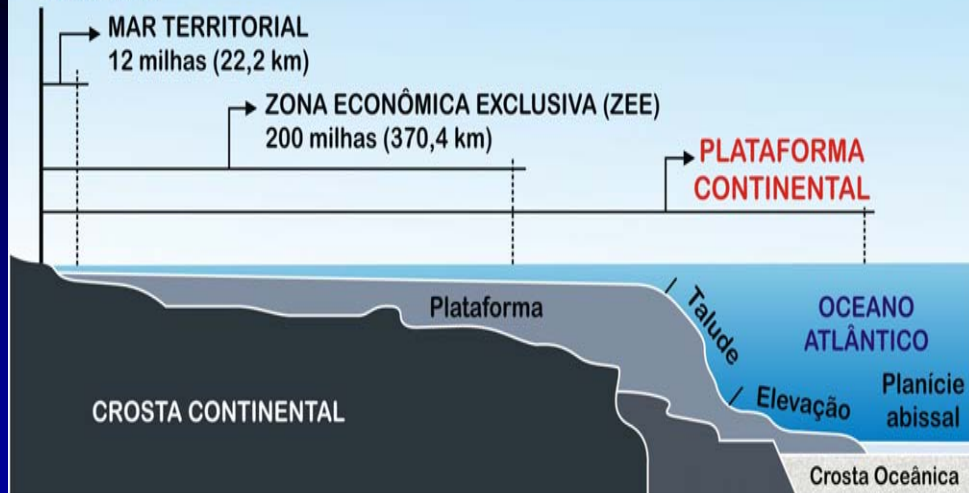 MAR TERRITORIAL
12 milhas (22,2 km)
ZONA ECONÔMICA EXCLUSIVA (ZEE)
200 milhas (370,4 km)
PLATAFORMA
CONTINENTAL
Plataforma
Talude
OCEANO
ATLÂNTICO
Elevação
Planície
abissal
CROSTA CONTINENTAL
Crosta Oceânica